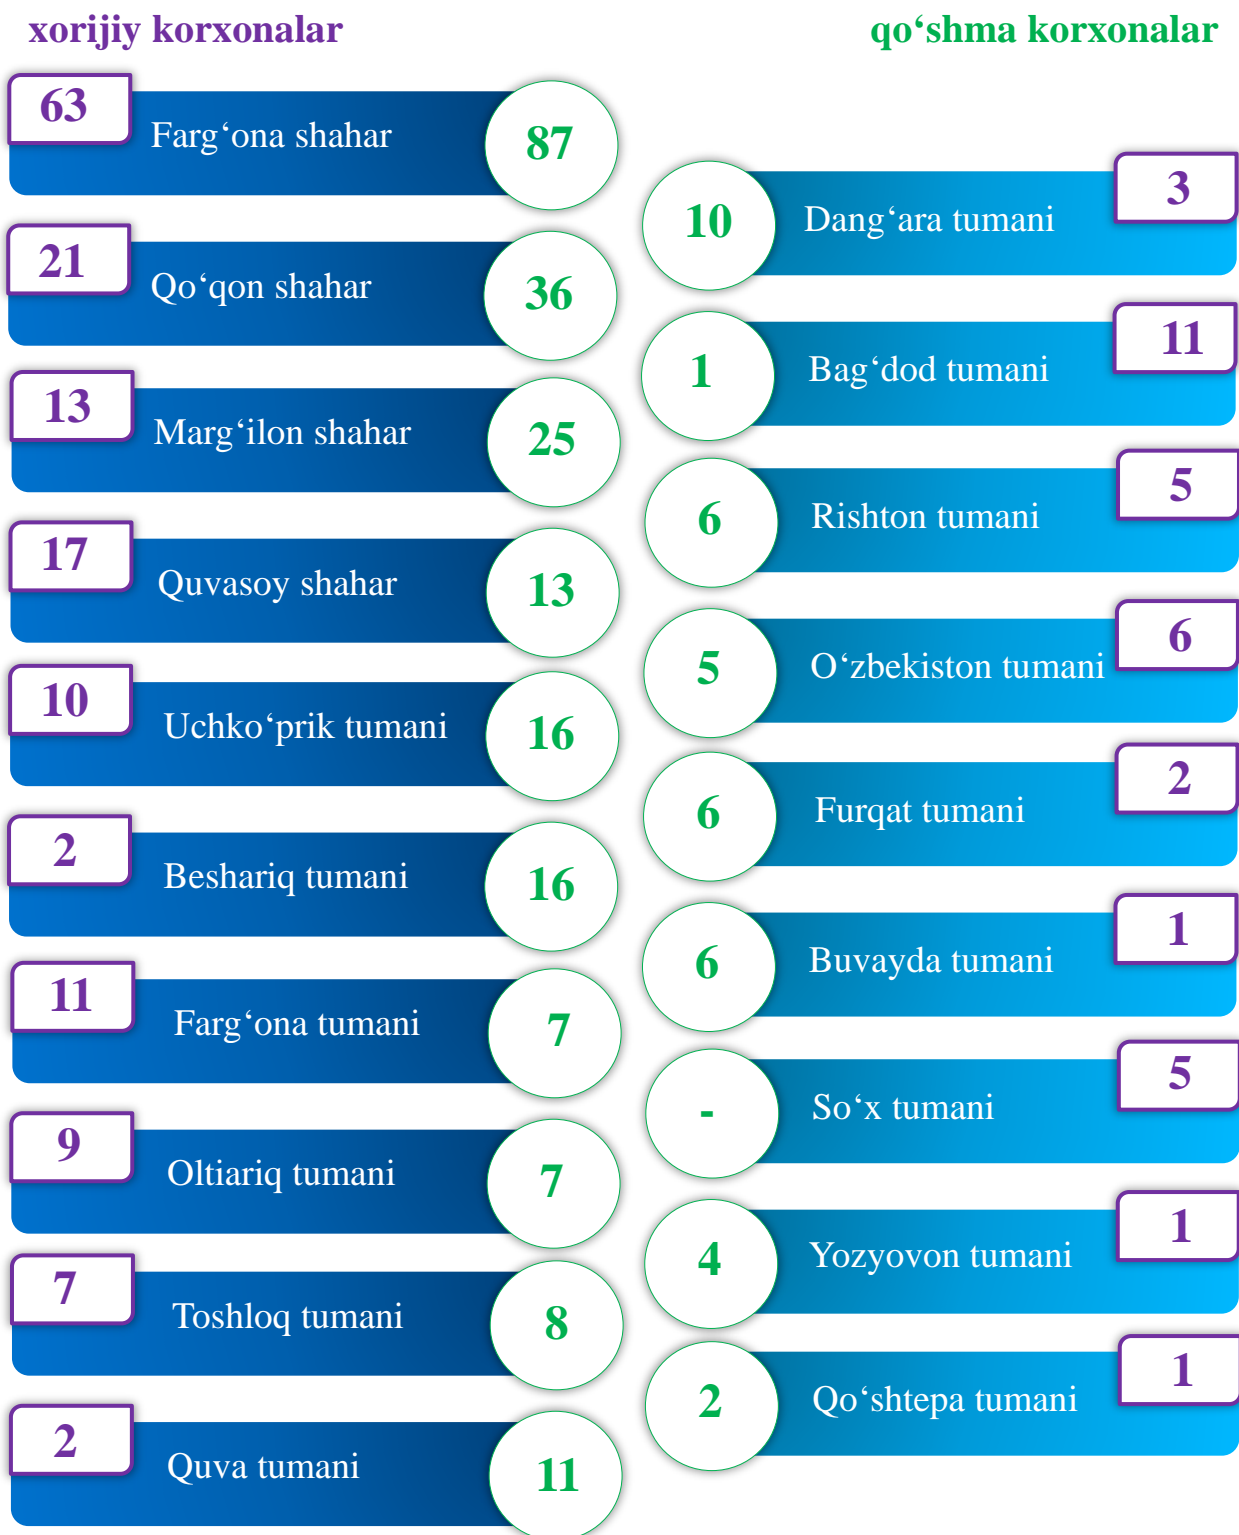 xorijiy korxonalar
qo‘shma korxonalar
63
Farg‘ona shahar
87
21
Qo‘qon shahar
36
13
Marg‘ilon shahar
25
17
Quvasoy shahar
13
10
Uchko‘prik tumani
16
2
Beshariq tumani
16
11
Farg‘ona tumani
7
9
Oltiariq tumani
7
7
Toshloq tumani
8
2
Quva tumani
11
10
Dang‘ara tumani
3
1
Bag‘dod tumani
11
6
Rishton tumani
5
5
O‘zbekiston tumani
6
6
Furqat tumani
2
6
Buvayda tumani
1
-
So‘x tumani
5
4
Yozyovon tumani
1
2
Qo‘shtepa tumani
1